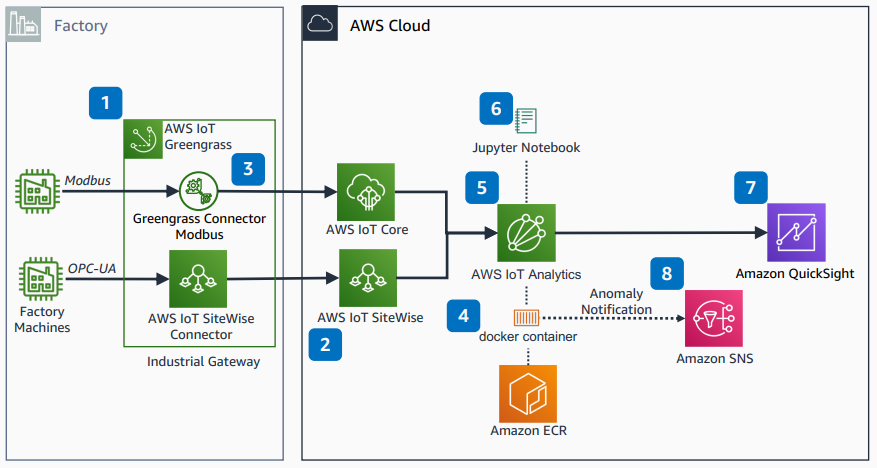 Factory
AWS Cloud
1
AWS IoT
Greengrass
Modbus
3
Greengrass Connector
Modbus
OPC-UA
Factory
Machines
AWS IoT SiteWise
Connector
Industrial Gateway
AWS IoT Core
AWS IoT SiteWise
2
6
Jupyter Notebook
5
AWS IoT Analytics
7
Amazon QuickSight
4
docker container
Anomaly
Notification
8
Amazon SNS
Amazon ECR